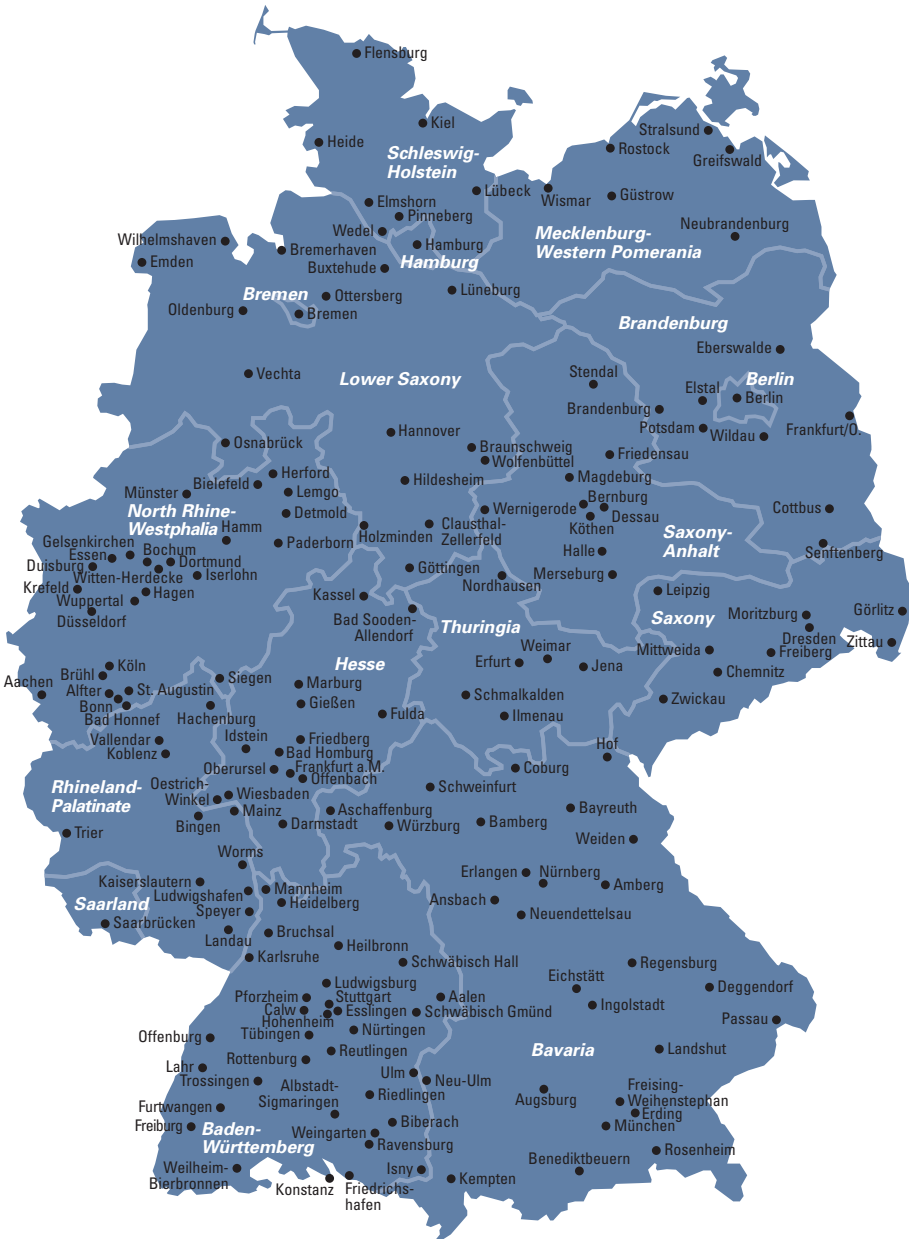 Flensburg
Kiel
Stralsund
Heide
Rostock
Greifswald
Schleswig-
Holstein
Lübeck
Wismar
Güstrow
Elmshorn
Pinneberg
Wedel
Neubrandenburg
Mecklenburg-
Western Pomerania
Wilhelmshaven
Bremerhaven
Hamburg
Emden
Hamburg
Buxtehude
Bremen
Ottersberg
Lüneburg
Oldenburg
Bremen
Brandenburg
Eberswalde
Vechta
Lower Saxony
Stendal
Berlin
Elstal
Berlin
Brandenburg
Potsdam
Wildau
Frankfurt/O.
Hannover
Osnabrück
Braunschweig
Wolfenbüttel
Friedensau
Herford
Bielefeld
Hildesheim
Magdeburg
Münster
Lemgo
Bernburg
North Rhine-
Westphalia
Detmold
Wernigerode
Dessau
Cottbus
Hamm
Holzminden
Clausthal-
Zellerfeld
Köthen
Saxony-
Anhalt
Gelsenkirchen
Bochum
Paderborn
Halle
Senftenberg
Essen
Dortmund
Duisburg
Göttingen
Witten-Herdecke
Iserlohn
Nordhausen
Merseburg
Krefeld
Hagen
Kassel
Leipzig
Wuppertal
Düsseldorf
Bad Sooden-
Allendorf
Thuringia
Saxony
Moritzburg
Görlitz
Dresden
Weimar
Mittweida
Freiberg
Zittau
Köln
Hesse
Erfurt
Jena
Chemnitz
Brühl
Siegen
Marburg
Aachen
Alfter
St. Augustin
Schmalkalden
Zwickau
Bonn
Gießen
Bad Honnef
Hachenburg
Fulda
Ilmenau
Idstein
Vallendar
Friedberg
Hof
Koblenz
Bad Homburg
Oberursel
Frankfurt a.M.
Coburg
Offenbach
Rhineland-
Palatinate
Oestrich-
Winkel
Wiesbaden
Schweinfurt
Mainz
Aschaffenburg
Bayreuth
Bingen
Darmstadt
Würzburg
Bamberg
Trier
Weiden
Worms
Erlangen
Nürnberg
Kaiserslautern
Mannheim
Amberg
Ludwigshafen
Saarland
Heidelberg
Ansbach
Speyer
Neuendettelsau
Saarbrücken
Landau
Bruchsal
Heilbronn
Karlsruhe
Schwäbisch Hall
Regensburg
Eichstätt
Ludwigsburg
Deggendorf
Pforzheim
Stuttgart
Aalen
Ingolstadt
Calw
Esslingen
Schwäbisch Gmünd
Hohenheim
Passau
Tübingen
Nürtingen
Offenburg
Reutlingen
Bavaria
Landshut
Rottenburg
Lahr
Ulm
Trossingen
Albstadt-
Sigmaringen
Neu-Ulm
Riedlingen
Augsburg
Freising-
Weihenstephan
Furtwangen
Erding
Freiburg
Baden-
Württemberg
Biberach
München
Weingarten
Ravensburg
Rosenheim
Weilheim-
Bierbronnen
Isny
Benediktbeuern
Konstanz
Friedrichs-
hafen
Kempten